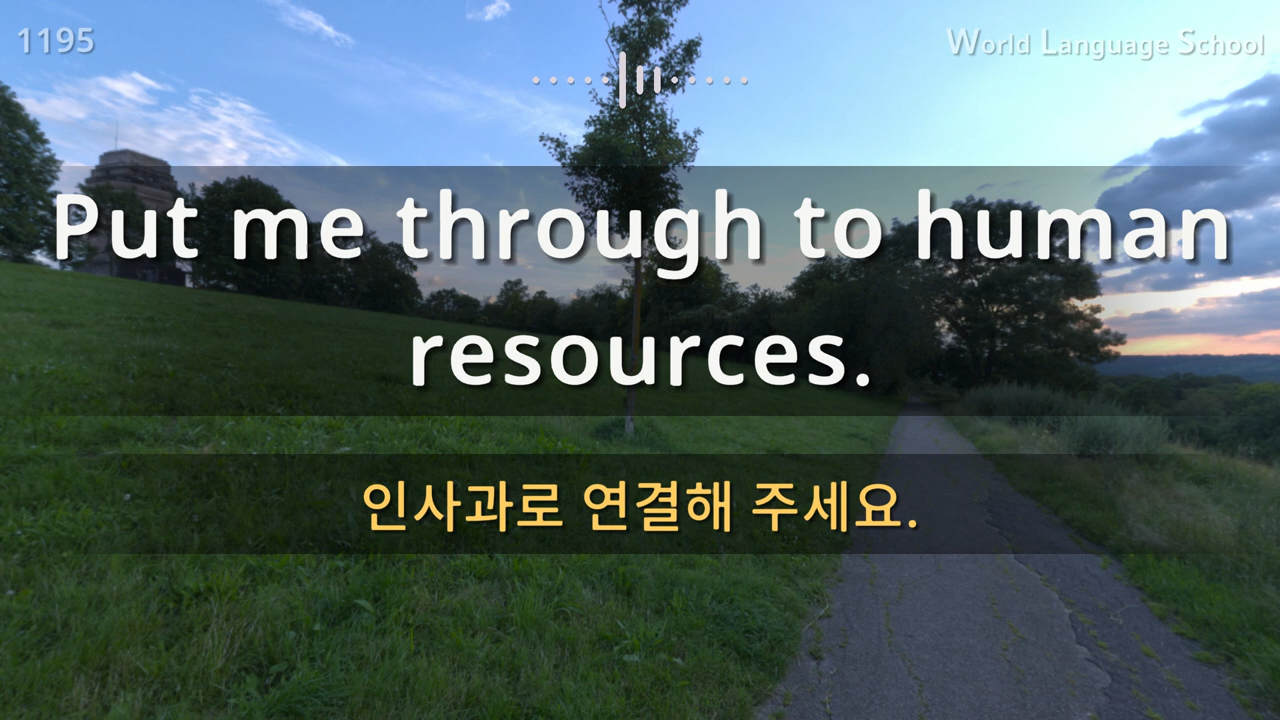 1195
World Language School
Put me through to human
resources.
인사과로 연결해 주세요.